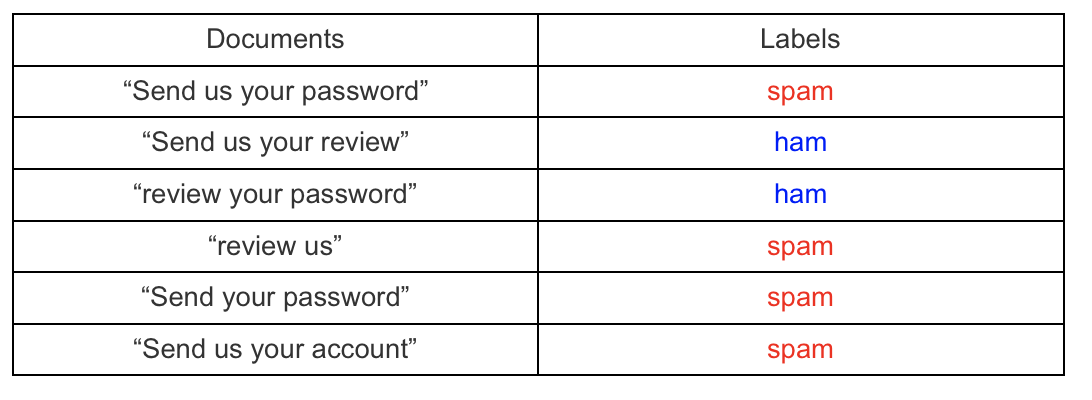 Documents Labels
“Send us your password” spam
“Send us your review” ham
“review your password” ham
“review us” spam
“Send your password” spam
“Send us your account” spam